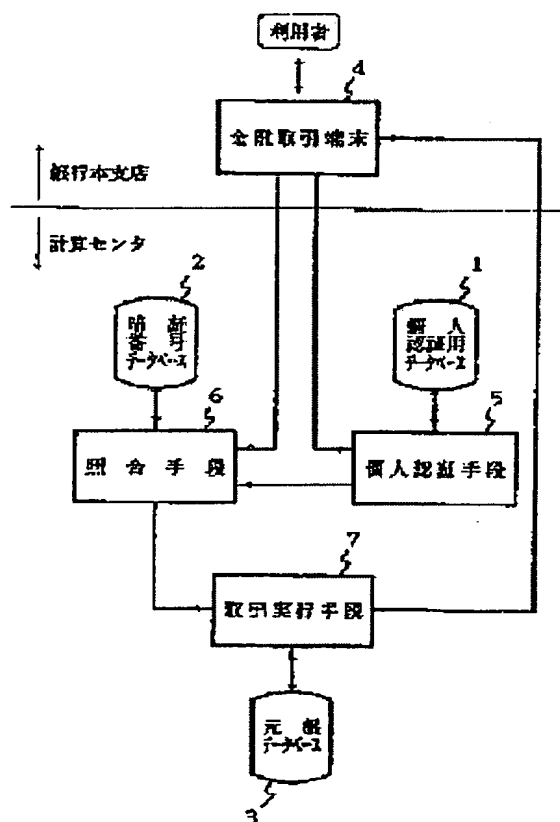 利用者
4
金融取引端末
銀行本支店
計算センタ
2
1
暗証
番号
データベース
個人
認証用
データベース
6
5
照合手段
個人認証手段
7
取引実行手段
元帳
データベース
3